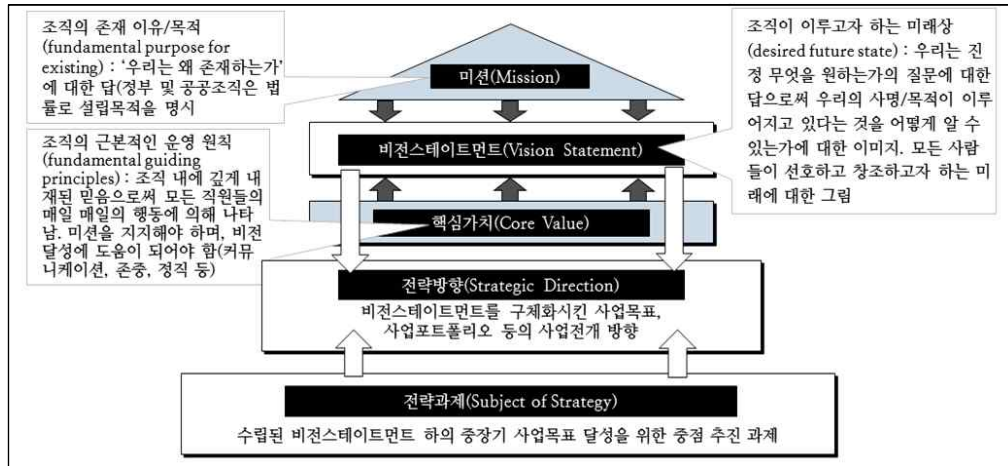 조직의 존재 이유/목적
(fundamental purpose for
existing) : ‘우리는 왜 존재하는가’
에 대한 답(정부 및 공공조직은 법
률로 설립목적을 명시
조직의 근본적인 운영 원칙
(fundamental guiding
principles) : 조직 내에 깊게 내
재된 믿음으로써 모든 직원들의
매일 매일의 행동에 의해 나타
남. 미션을 지지해야 하며, 비전
달성에 도움이 되어야 함(커뮤
니케이션, 존중, 정직 등)
미션(Mission)
비전스테이트먼트(Vision Statement)
핵심가치(Core Value)
전략방향(Strategic Direction)
비전스테이트먼트를 구체화시킨 사업목표,
사업포트폴리오 등의 사업전개 방향
전략과제(Subject of Strategy)
수립된 비전스테이트먼트 하의 중장기 사업목표 달성을 위한 중점 추진 과제
조직이 이루고자 하는 미래상
(desired future state) : 우리는 진
정 무엇을 원하는가의 질문에 대한
답으로써 우리의 사명/목적이 이루
어지고 있다는 것을 어떻게 알 수
있는가에 대한 이미지. 모든 사람
들이 선호하고 창조하고자 하는 미
래에 대한 그림